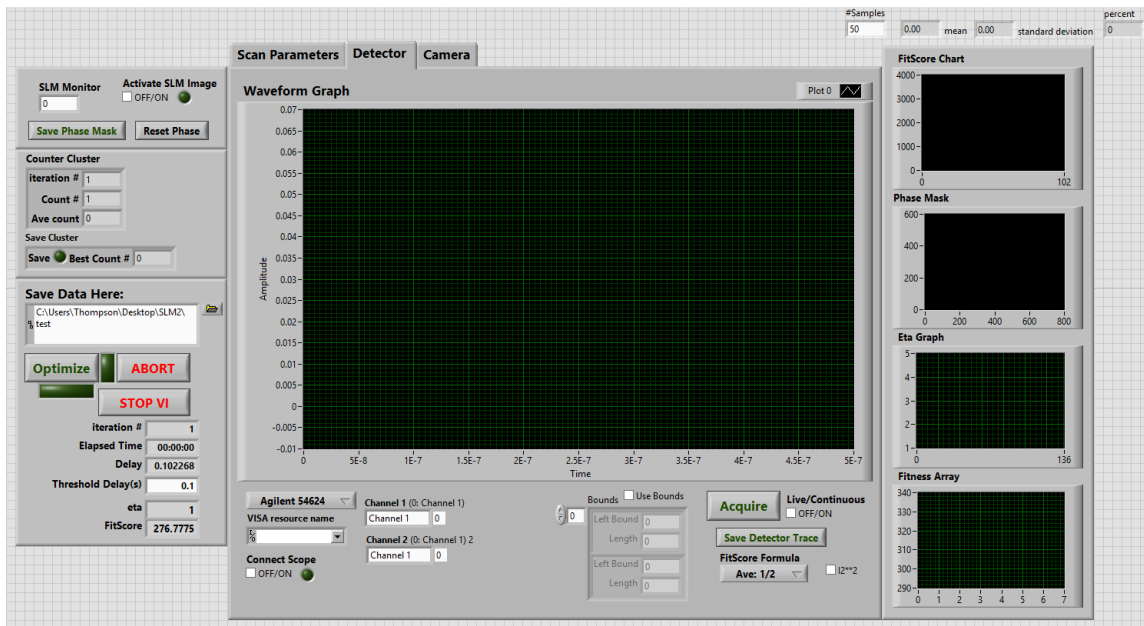 #Samples
50
0.00 mean
0.00 standard deviation
percent
0
Scan Parameters
Detector
Camera
SLM Monitor
0
Activate SLM Image
OFF/ON
Save Phase Mask
Reset Phase
Counter Cluster
iteration # 1
Count # 1
Ave count 0
Save Cluster
Save Best Count # 0
Save Data Here:
C:\Users\Thompson\Desktop\SLM2\
test
Optimize
ABORT
STOP VI
iteration # 1
Elapsed Time 00:00:00
Delay 0.102268
Threshold Delay(s) 0.1
eta 1
FitScore 276.7775
Waveform Graph
Plot 0
Amplitude
0.07
0.065
0.06
0.055
0.05
0.045
0.04
0.035
0.03
0.025
0.02
0.015
0.01
0.005
0
-0.005
-0.01
0 5E-8 1E-7 1.5E-7 2E-7 2.5E-7 3E-7 3.5E-7 4E-7 4.5E-7 5E-7
Time
Agilent 54624
VISA resource name
Connect Scope
OFF/ON
Channel 1 (0: Channel 1)
Channel 1 0
Channel 2 (0: Channel 1) 2
Channel 1 0
0
Bounds
Use Bounds
Left Bound 0
Length 0
Left Bound 0
Length 0
Acquire
Live/Continuous
OFF/ON
Save Detector Trace
FitScore Formula
Ave: 1/2
I2**2
FitScore Chart
4000
3000
2000
1000
0
0 102
Phase Mask
600
400
200
0
0 200 400 600 800
Eta Graph
5
4
3
2
1
0 136
Fitness Array
340
330
320
310
300
290
0 1 2 3 4 5 6 7